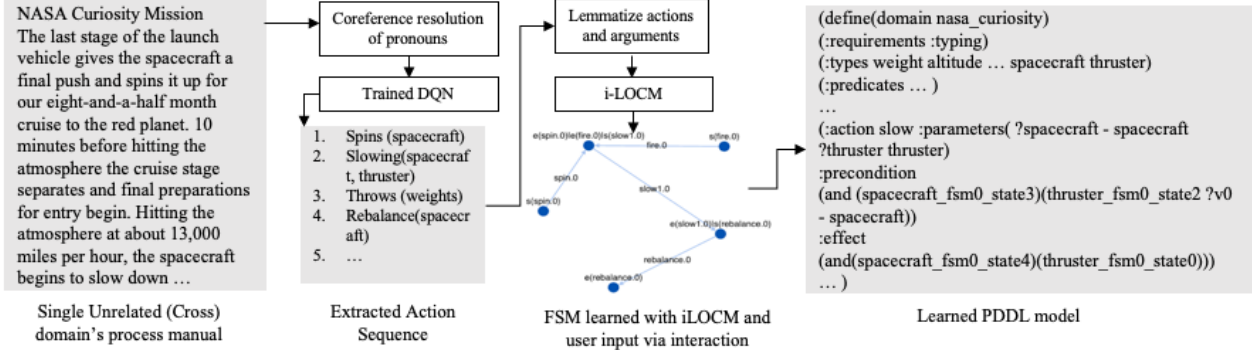 NASA Curiosity Mission
The last stage of the launch
vehicle gives the spacecraft a
final push and spins it up for
our eight-and-a-half month
cruise to the red planet. 10
minutes before hitting the
atmosphere the cruise stage
separates and final preparations
for entry begin. Hitting the
atmosphere at about 13,000
miles per hour, the spacecraft
begins to slow down …
Single Unrelated (Cross)
domain's process manual
Coreference resolution
of pronouns
Trained DQN
1. Spins (spacecraft)
2. Slowing(spacecraf
t, thruster)
3. Throws (weights)
4. Rebalance(spacecr
aft)
5. …
Extracted Action
Sequence
Lemmatize actions
and arguments
i-LOCM
e(spin.0)|e(fire.0)|s(slow1.0)
s(fire.0)
fire.0
spin.0
slow1.0
s(spin.0)
e(slow1.0)|s(rebalance.0)
rebalance.0
e(rebalance.0)
FSM learned with iLOCM and
user input via interaction
(define(domain nasa_curiosity)
(:requirements :typing)
(:types weight altitude … spacecraft thruster)
(:predicates … )
…
(:action slow :parameters( ?spacecraft - spacecraft
?thruster thruster)
:precondition
(and (spacecraft_fsm0_state3)(thruster_fsm0_state2 ?v0
- spacecraft))
:effect
(and(spacecraft_fsm0_state4)(thruster_fsm0_state0)))
… )
Learned PDDL model